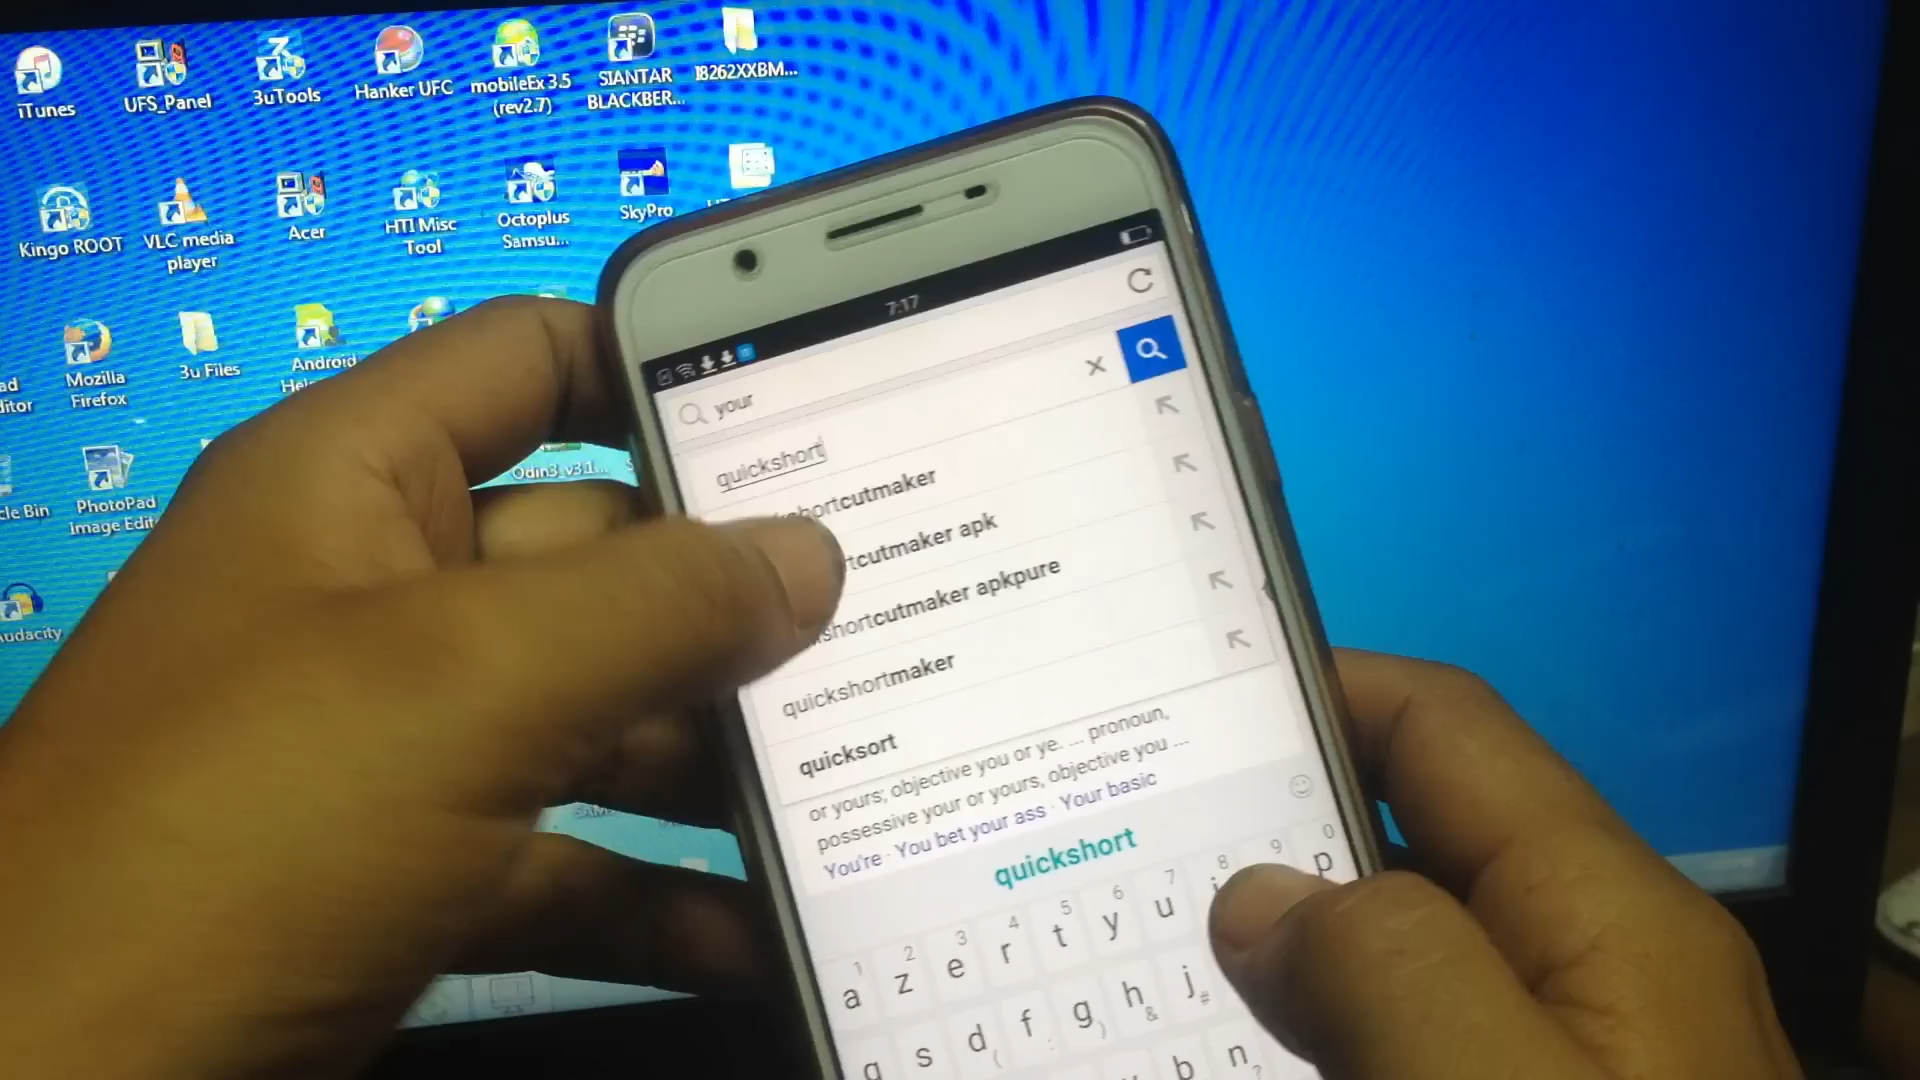 iTunes
UFS_Panel
3uTools
Hanker UFC
mobileEx 3.5
(rev2.7)
SIANTAR
BLACKBER...
I8262XXBM...
Kingo ROOT
VLC media
player
Acer
HTI Misc
Tool
Octoplus
Samsu...
SkyPro
Mozilla
Firefox
3u Files
Android
PhotoPad
Image Edit
cle Bin
Odin3_v3.1...
udacity
7:17
your
quickshort
shortcutmaker
rtcutmaker apk
shortcutmaker apkpure
quickshortmaker
quicksort
or yours; objective you or ye. ... pronoun,
possessive your or yours, objective you ...
You're · You bet your ass · Your basic
quickshort
1 2 3 4 5 6 7 8 9 0
a z e r t y u i p
q s d f g h j
( : ) & #
b n
?